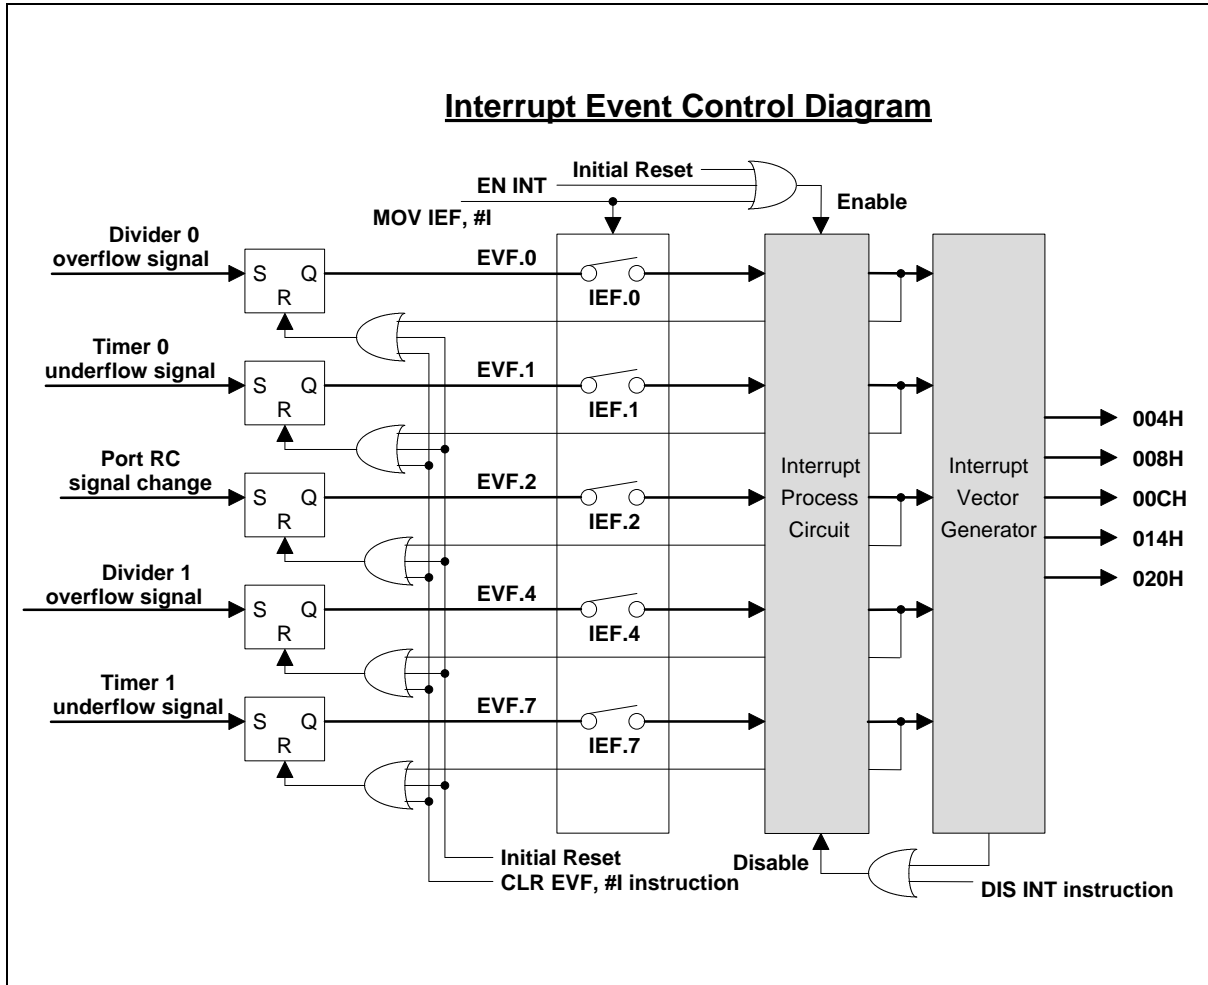 Interrupt Event Control Diagram
Initial Reset
EN INT
MOV IEF, #I
Enable
Divider 0
overflow signal
S Q
R
EVF.0
IEF.0
Timer 0
underflow signal
S Q
R
EVF.1
IEF.1
Port RC
signal change
S Q
R
EVF.2
IEF.2
Divider 1
overflow signal
S Q
R
EVF.4
IEF.4
Timer 1
underflow signal
S Q
R
EVF.7
IEF.7
Interrupt
Process
Circuit
Interrupt
Vector
Generator
004H
008H
00CH
014H
020H
Initial Reset
CLR EVF, #I instruction
Disable
DIS INT instruction